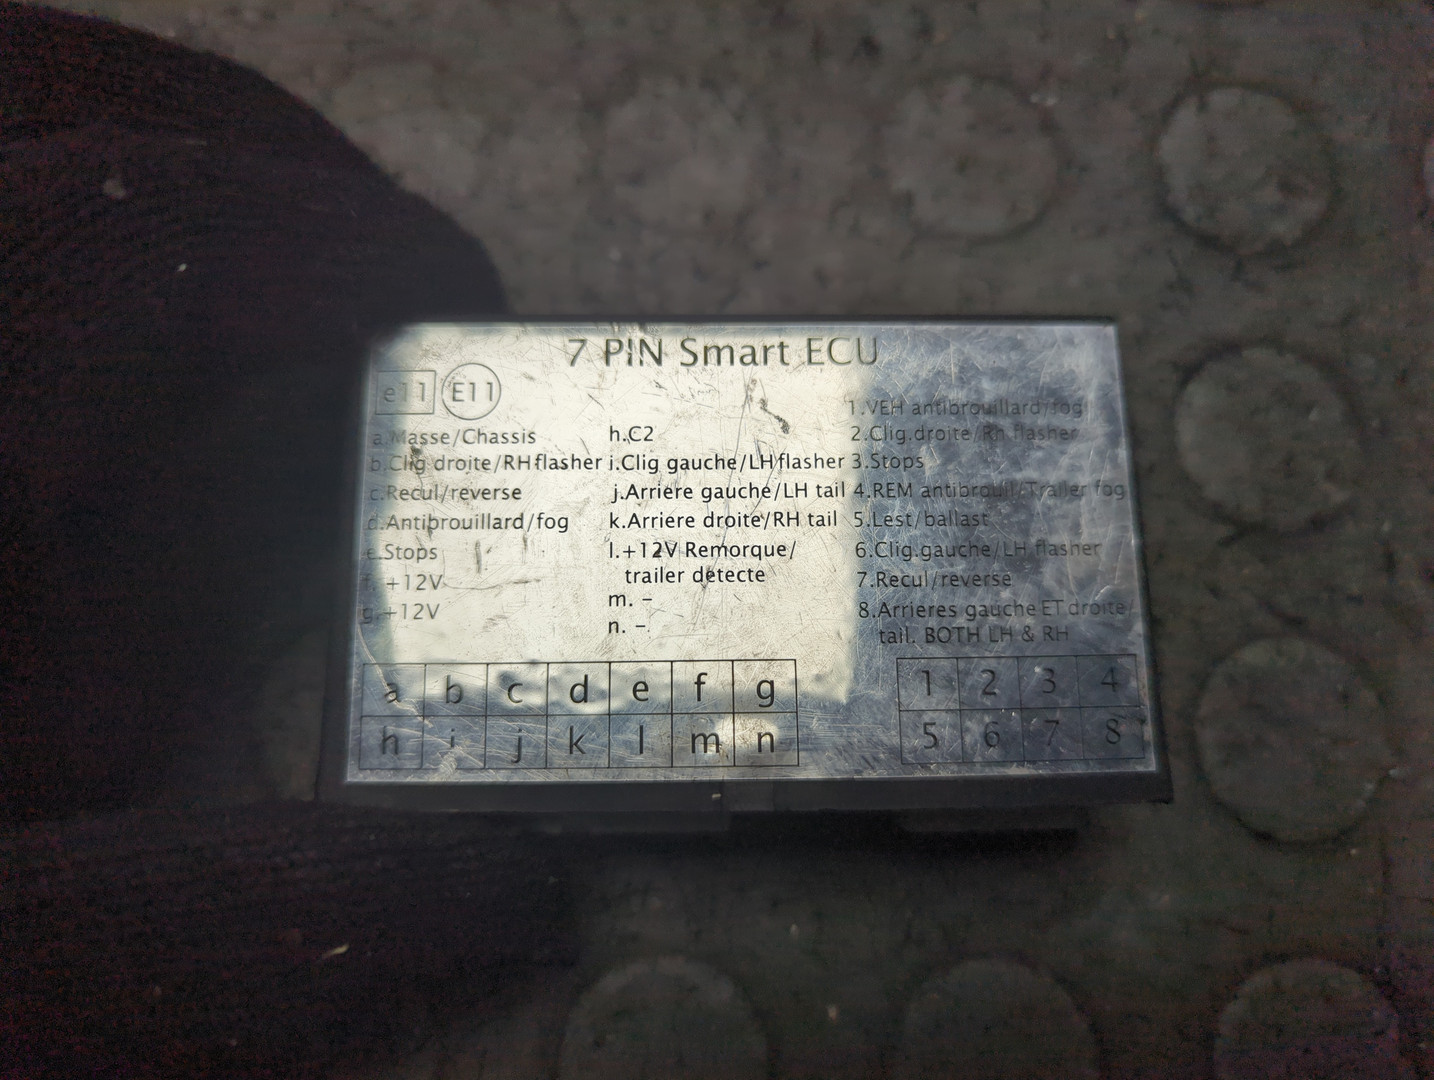 7 PIN Smart ECU
e11 E11
a.Masse/Chassis
b.Clig droite/RH flasher
c.Recul/reverse
d.Antibrouillard/fog
e.Stops
f. +12V
g.+12V
h.C2
i.Clig gauche/LH flasher
j.Arriere gauche/LH tail
k.Arriere droite/RH tail
l.+12V Remorque/
trailer detecte
m. -
n. -
1.VEH antibrouillard/fog
2.Clig.droite/Rh flasher
3.Stops
4.REM antibrouil/Trailer fog
5.Lest/ballast
6.Clig.gauche/LH flasher
7.Recul/reverse
8.Arrieres gauche ET droite/
tail. BOTH LH & RH
a b c d e f g
h i j k l m n
1 2 3 4
5 6 7 8